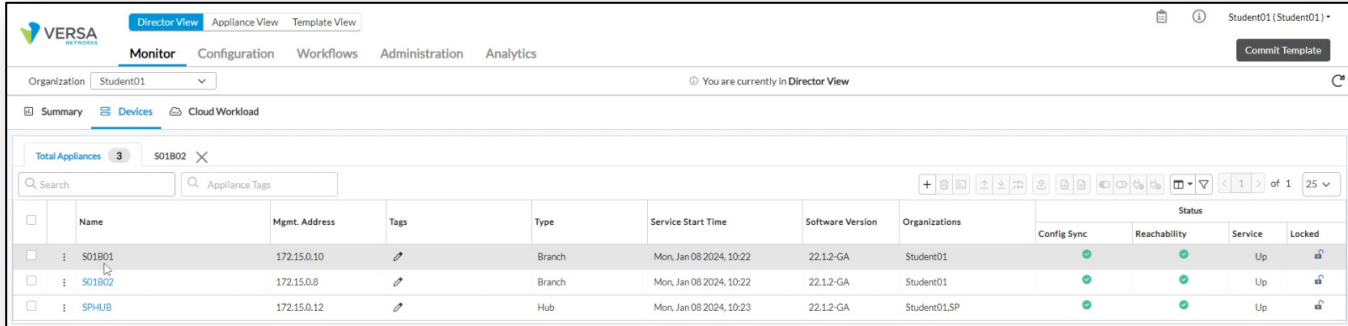 Director View Appliance View Template View
Student01 (Student01)
VERSA
NETWORKS
Monitor Configuration Workflows Administration Analytics
Commit Template
Organization Student01
You are currently in Director View
Summary Devices Cloud Workload
Total Appliances 3 S01B02
Search Appliance Tags
1 of 1 25
Name Mgmt. Address Tags Type Service Start Time Software Version Organizations Status
Config Sync Reachability Service Locked
S01B01 172.15.0.10 Branch Mon, Jan 08 2024, 10:22 22.1.2-GA Student01 Up
S01B02 172.15.0.8 Branch Mon, Jan 08 2024, 10:22 22.1.2-GA Student01 Up
SPHUB 172.15.0.12 Hub Mon, Jan 08 2024, 10:23 22.1.2-GA Student01,SP Up